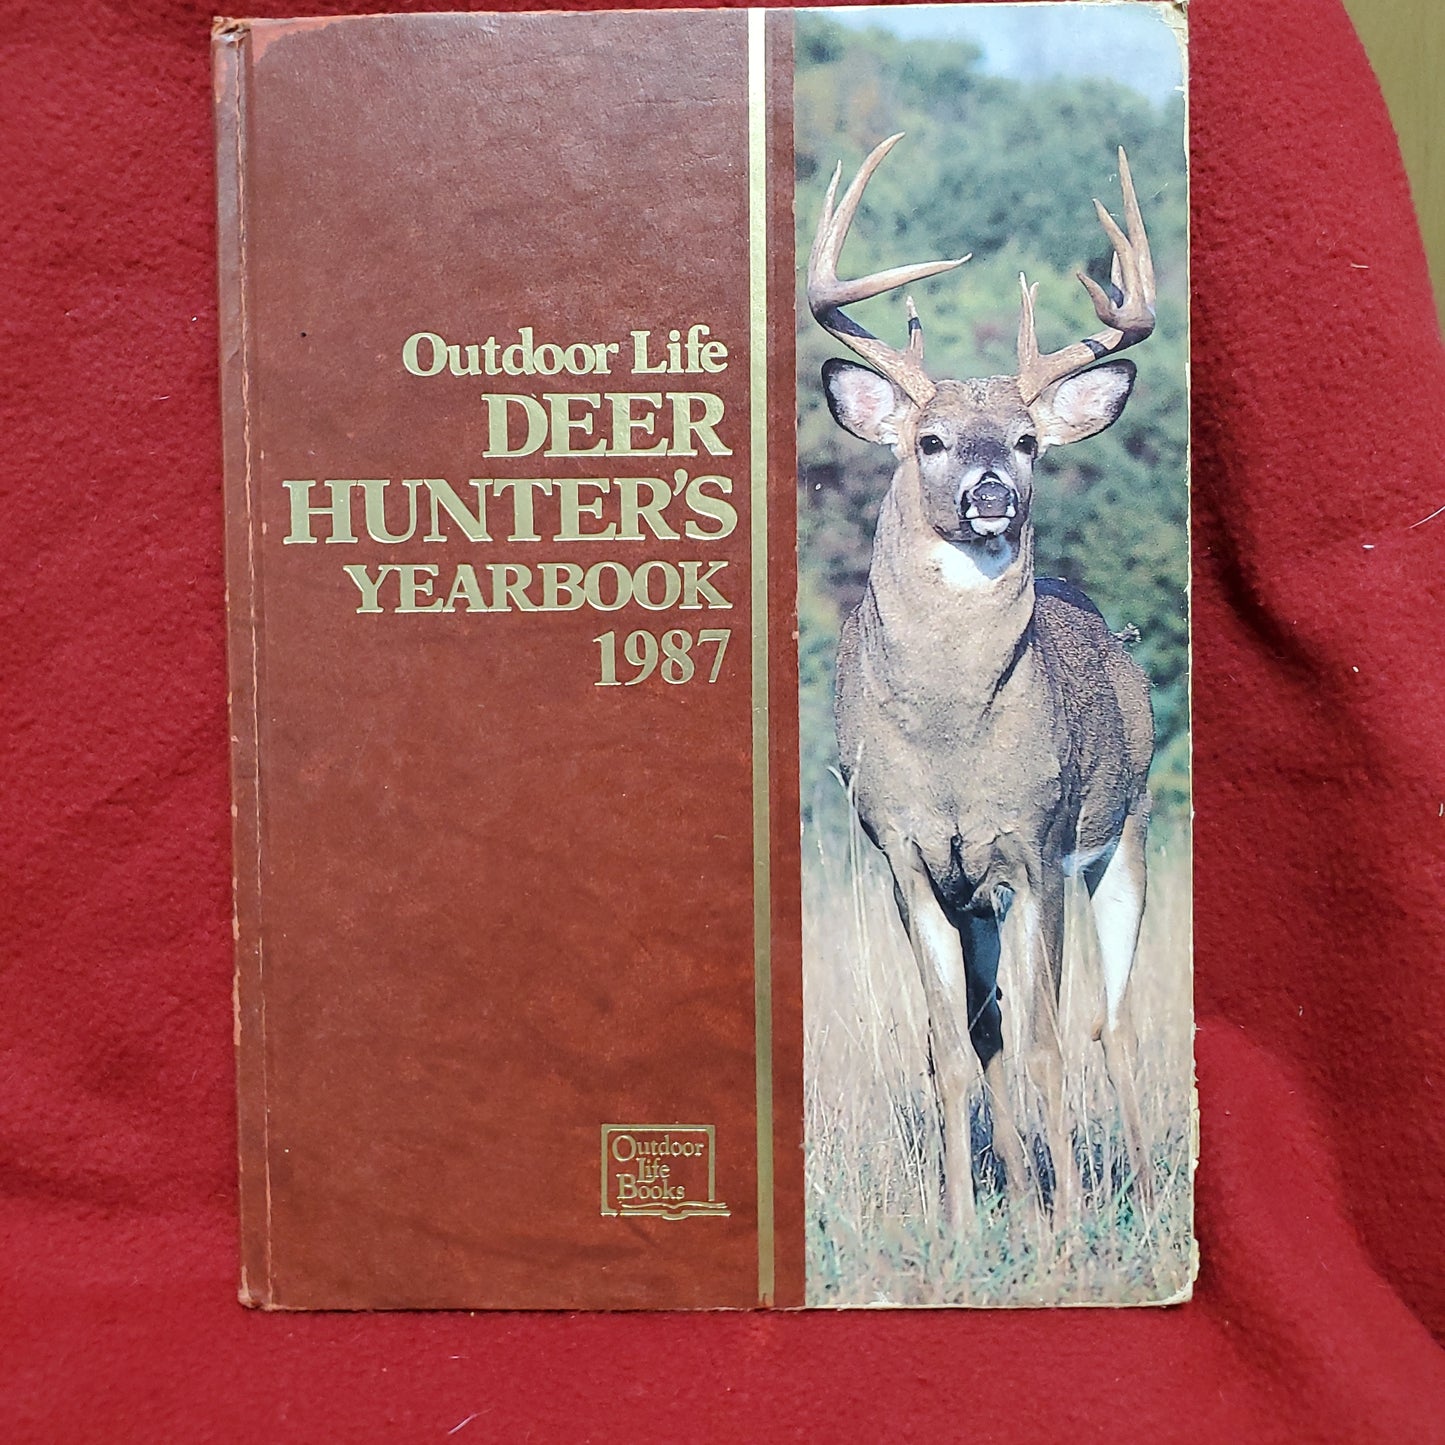 Outdoor Life
DEER
HUNTER'S
YEARBOOK
1987
Outdoor
Life
Books